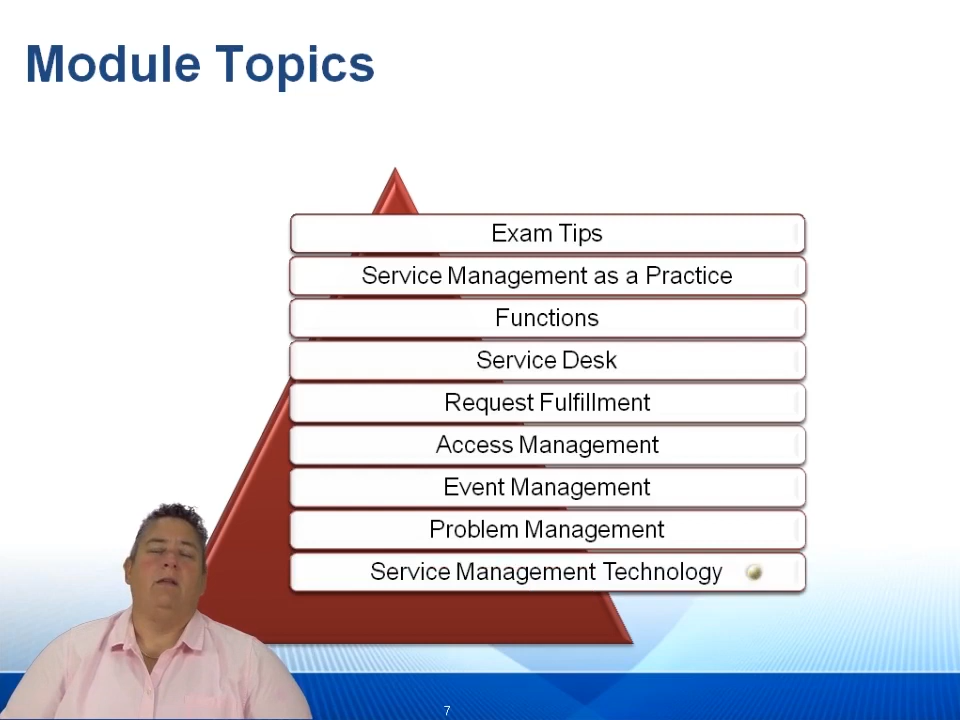 Module Topics
Exam Tips
Service Management as a Practice
Functions
Service Desk
Request Fulfillment
Access Management
Event Management
Problem Management
Service Management Technology
7